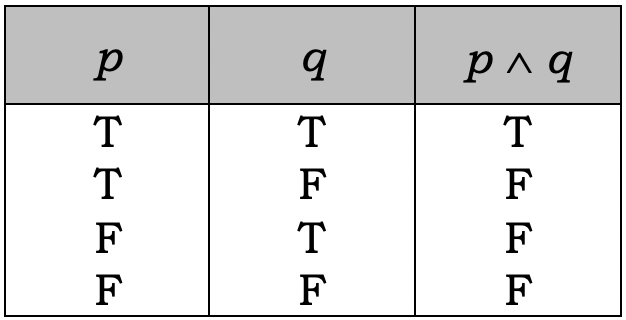 p q p ∧ q
T T T
T F F
F T F
F F F